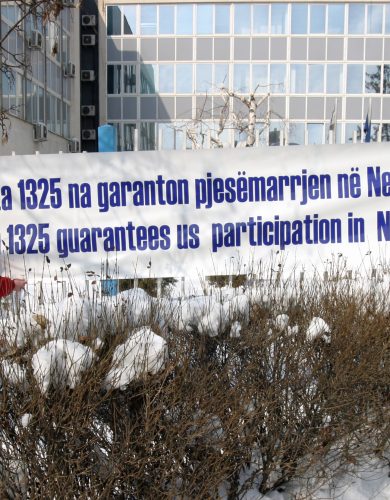 a 1325 na garanton pjesëmarrjen në Ne
1325 guarantees us participation in N